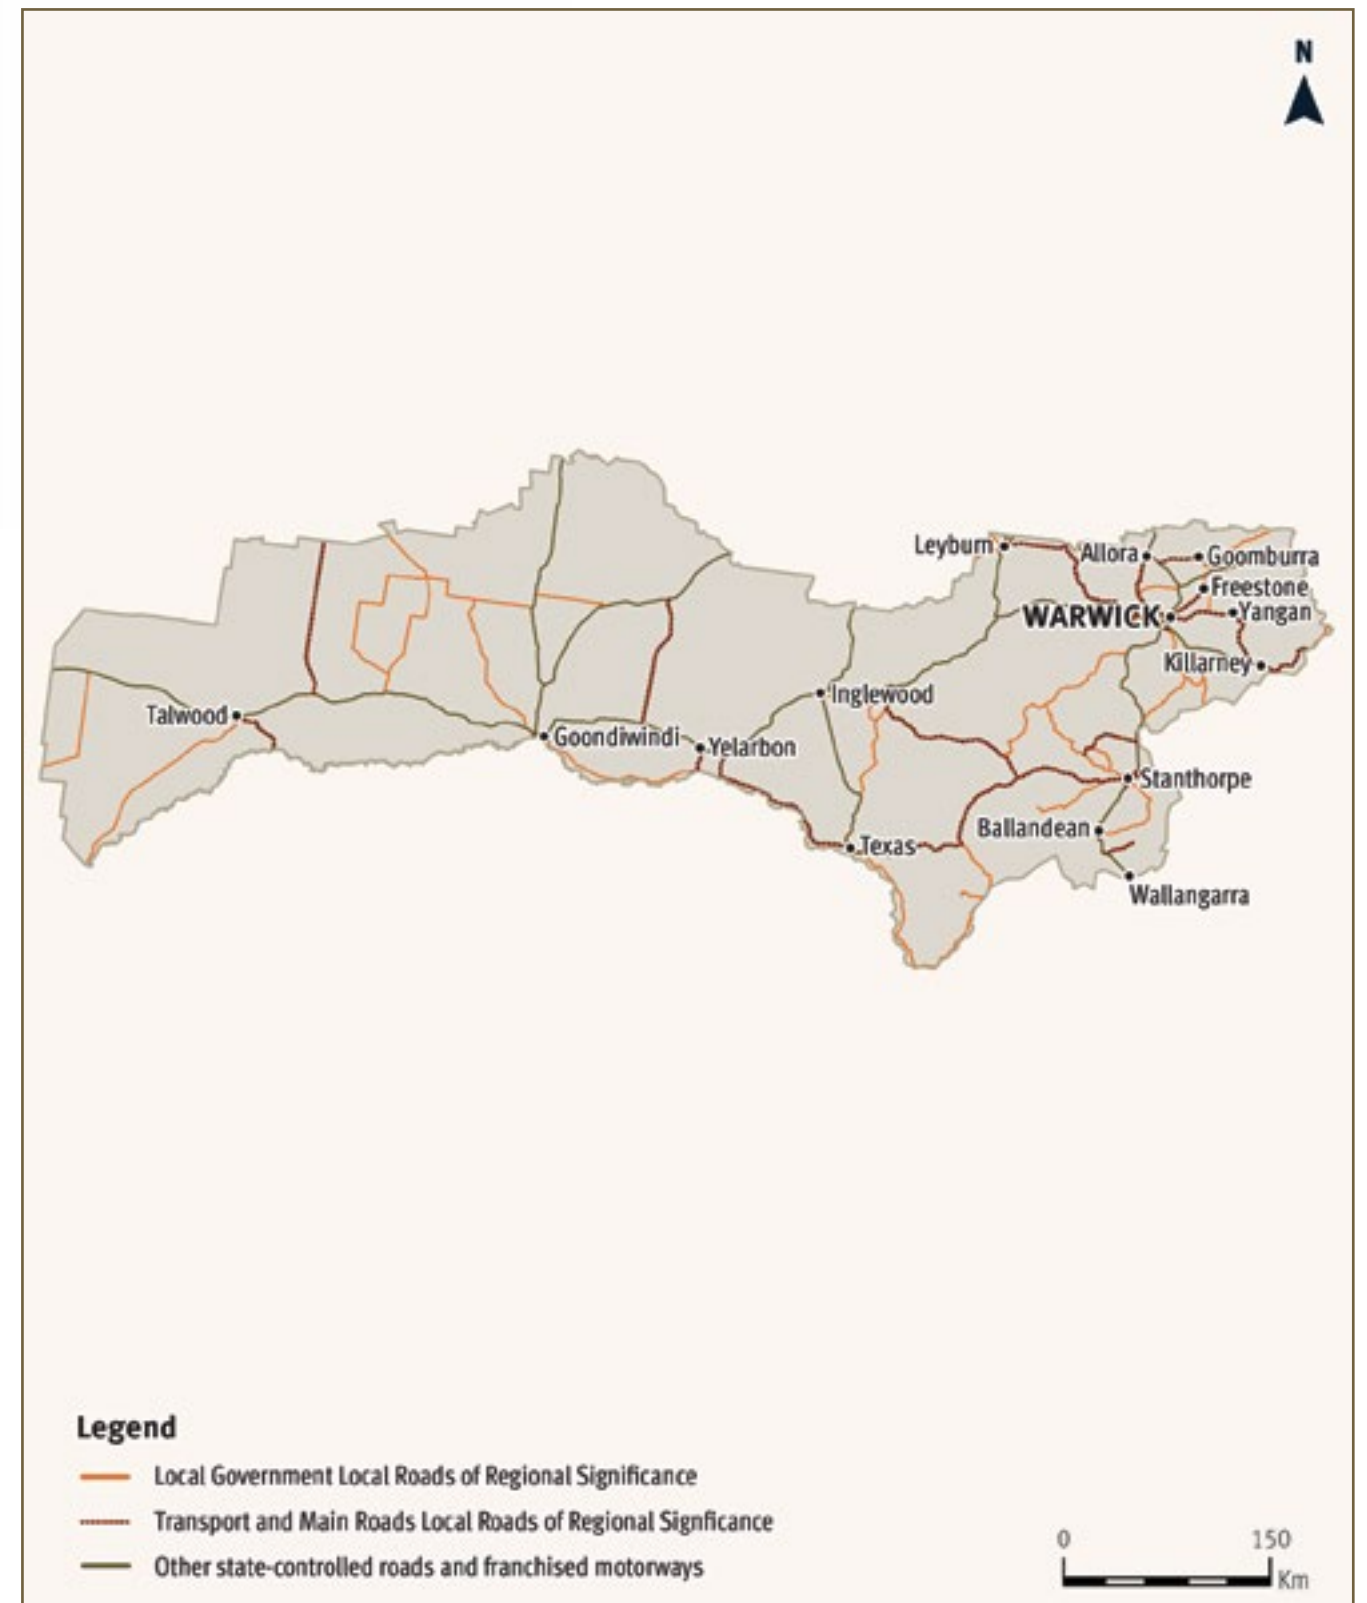 N
Leyburn
Allora
Goomburra
Freestone
WARWICK
Yangan
Killarney
Inglewood
Talwood
Goondiwindi
Yelarbon
Stanthorpe
Ballandean
Texas
Wallangarra
Legend
Local Government Local Roads of Regional Significance
Transport and Main Roads Local Roads of Regional Signficance
Other state-controlled roads and franchised motorways
0 150
Km